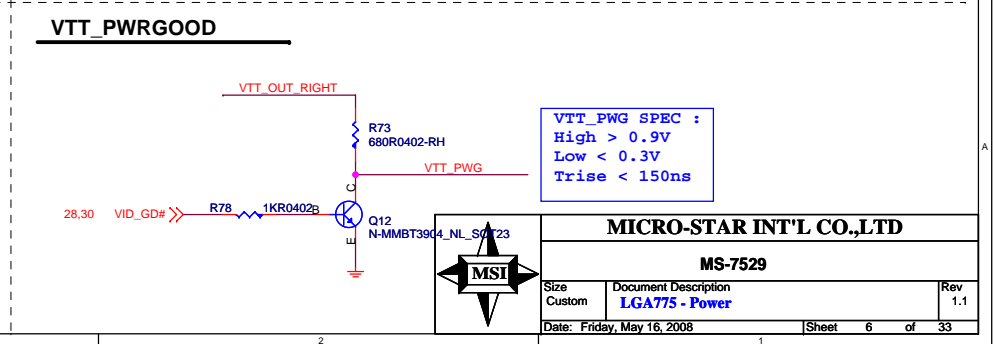 VTT_PWRGOOD
VTT_OUT_RIGHT
R73
680R0402-RH
VTT_PWG SPEC :
High > 0.9V
Low < 0.3V
Trise < 150ns
VTT_PWG
A
C
28,30 VID_GD# R78 1KR0402 B
Q12
N-MMBT3904_NL_SOT23
E
MSI
MICRO-STAR INT'L CO.,LTD
MS-7529
Size Document Description Rev
Custom LGA775 - Power 1.1
Date: Friday, May 16, 2008 Sheet 6 of 33
2 1